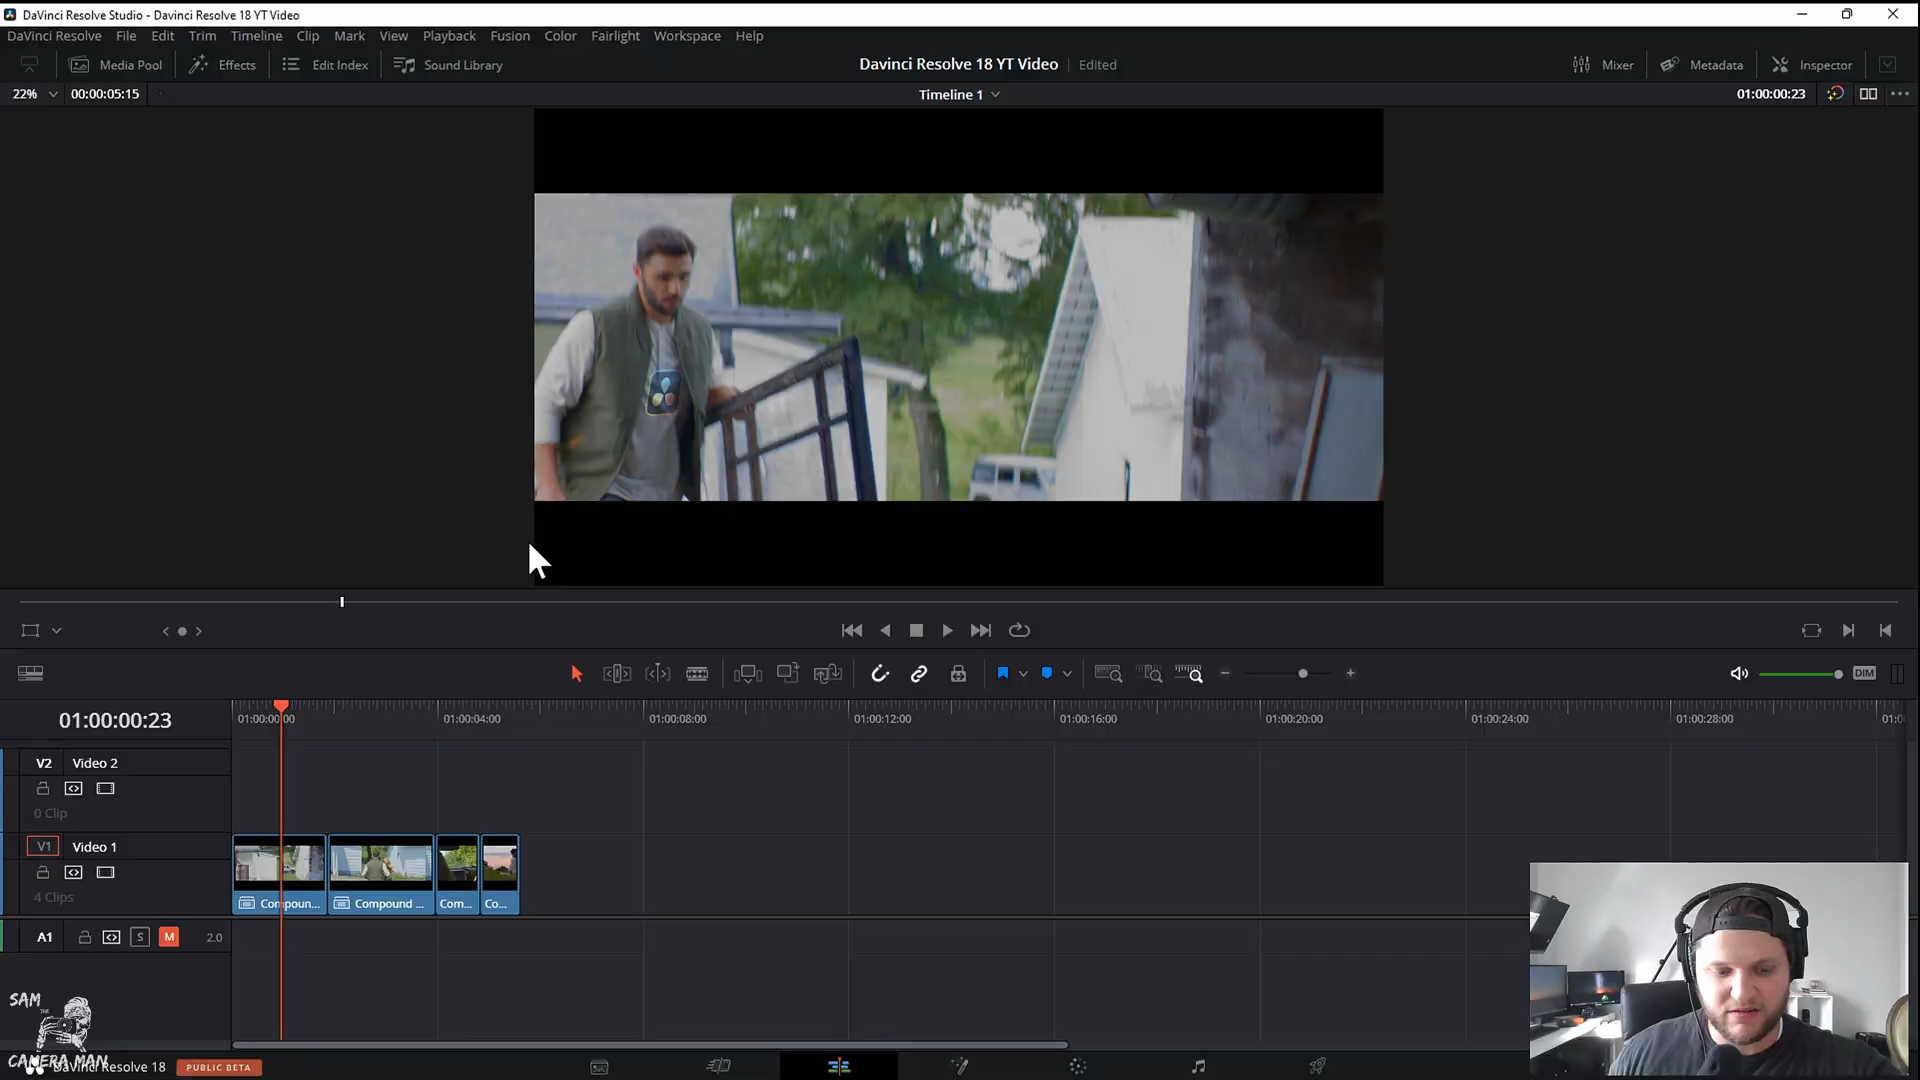 DaVinci Resolve Studio - Davinci Resolve 18 YT Video
DaVinci Resolve File Edit Trim Timeline Clip Mark View Playback Fusion Color Fairlight Workspace Help
Media Pool Effects Edit Index Sound Library Davinci Resolve 18 YT Video Edited Mixer Metadata Inspector
22% 00:00:05:15 Timeline 1 01:00:00:23
DIM
01:00:00:23 01:00:00:00 01:00:04:00 01:00:08:00 01:00:12:00 01:00:16:00 01:00:20:00 01:00:24:00 01:00:28:00 01:0
V2 Video 2
0 Clip
V1 Video 1
4 Clips
Compoun... Compound ... Com... Co...
A1 S M 2.0
SAM
THE
CAMERA MAN
DaVinci Resolve 18 PUBLIC BETA